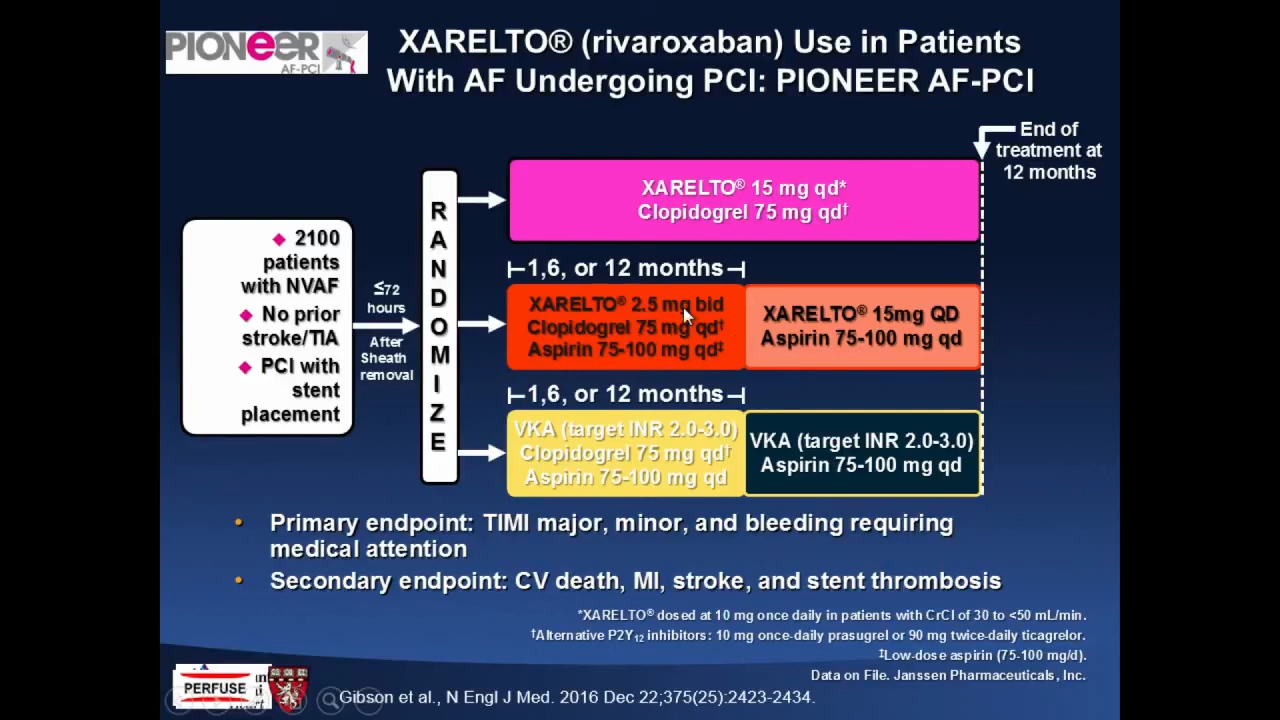 PIONEER
AF-PCI
XARELTO® (rivaroxaban) Use in Patients
With AF Undergoing PCI: PIONEER AF-PCI
End of
treatment at
12 months
◆ 2100
patients
with NVAF
◆ No prior
stroke/TIA
◆ PCI with
stent
placement
≤72
hours
After
Sheath
removal
R
A
N
D
O
M
I
Z
E
XARELTO® 15 mg qd*
Clopidogrel 75 mg qd†
1,6, or 12 months
XARELTO® 2.5 mg bid
Clopidogrel 75 mg qd†
Aspirin 75-100 mg qd‡
XARELTO® 15mg QD
Aspirin 75-100 mg qd
1,6, or 12 months
VKA (target INR 2.0-3.0)
Clopidogrel 75 mg qd†
Aspirin 75-100 mg qd
VKA (target INR 2.0-3.0)
Aspirin 75-100 mg qd
• Primary endpoint: TIMI major, minor, and bleeding requiring
medical attention
• Secondary endpoint: CV death, MI, stroke, and stent thrombosis
*XARELTO® dosed at 10 mg once daily in patients with CrCl of 30 to <50 mL/min.
†Alternative P2Y12 inhibitors: 10 mg once-daily prasugrel or 90 mg twice-daily ticagrelor.
‡Low-dose aspirin (75-100 mg/d).
Data on File. Janssen Pharmaceuticals, Inc.
PERFUSE
Gibson et al., N Engl J Med. 2016 Dec 22;375(25):2423-2434.